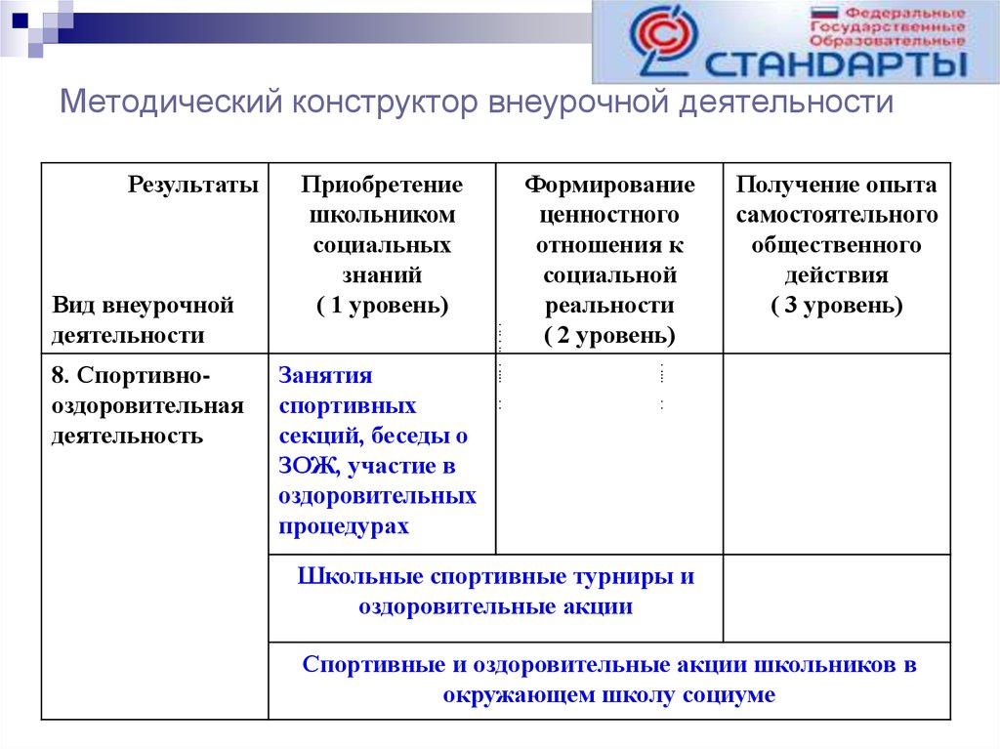 Федеральные
Государственные
Образовательные
СТАНДАРТЫ
Методический конструктор внеурочной деятельности
Результаты
Вид внеурочной
деятельности
Приобретение
школьником
социальных
знаний
( 1 уровень)
Формирование
ценностного
отношения к
социальной
реальности
( 2 уровень)
Получение опыта
самостоятельного
общественного
действия
( 3 уровень)
8. Спортивно-
оздоровительная
деятельность
Занятия
спортивных
секций, беседы о
ЗОЖ, участие в
оздоровительных
процедурах
Школьные спортивные турниры и
оздоровительные акции
Спортивные и оздоровительные акции школьников в
окружающем школу социуме